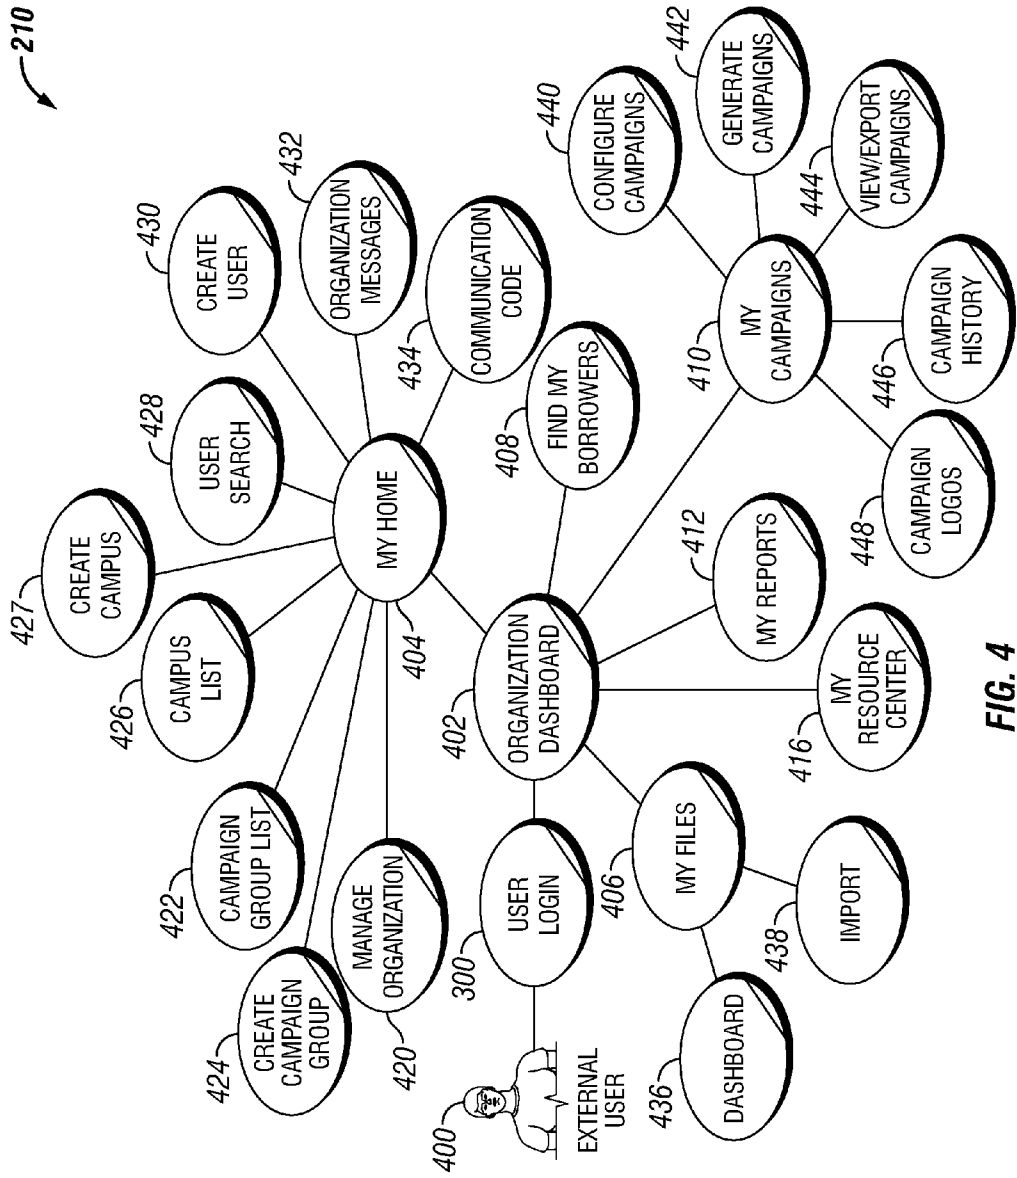 210
424
CREATE
CAMPAIGN
GROUP
422
CAMPAIGN
GROUP LIST
426
CAMPUS
LIST
427
CREATE
CAMPUS
428
USER
SEARCH
430
CREATE
USER
432
ORGANIZATION
MESSAGES
434
COMMUNICATION
CODE
420
MANAGE
ORGANIZATION
404
MY HOME
400
EXTERNAL
USER
300
USER
LOGIN
402
ORGANIZATION
DASHBOARD
408
FIND MY
BORROWERS
406
MY FILES
436
DASHBOARD
438
IMPORT
416
MY
RESOURCE
CENTER
412
MY REPORTS
410
MY
CAMPAIGNS
440
CONFIGURE
CAMPAIGNS
442
GENERATE
CAMPAIGNS
444
VIEW/EXPORT
CAMPAIGNS
446
CAMPAIGN
HISTORY
448
CAMPAIGN
LOGOS
FIG. 4